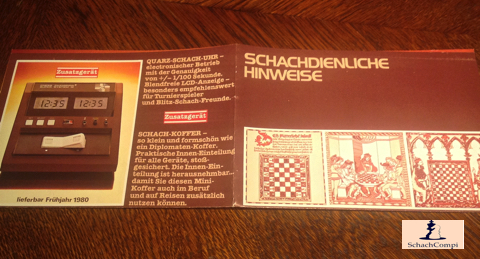 Zusatzgerät
12:35 12:35
lieferbar Frühjahr 1980
QUARZ-SCHACH-UHR –
elektronischer Betrieb
mit der Genauigkeit
von +/– 1/100 Sekunde.
Blendfreie LCD-Anzeige –
besonders empfehlenswert
für Turnierspieler
und Blitz-Schach-Freunde.
Zusatzgerät
SCHACH-KOFFER –
so klein und formschön wie
ein Diplomaten-Koffer.
Praktische Innen-Einteilung
für alle Geräte, stoß-
gesichert. Die Innen-Ein-
teilung ist herausnehmbar...
damit Sie diesen Mini-
Koffer auch im Beruf
und auf Reisen zusätzlich
nutzen können.
SCHACHDIENLICHE
HINWEISE
SchachCompi